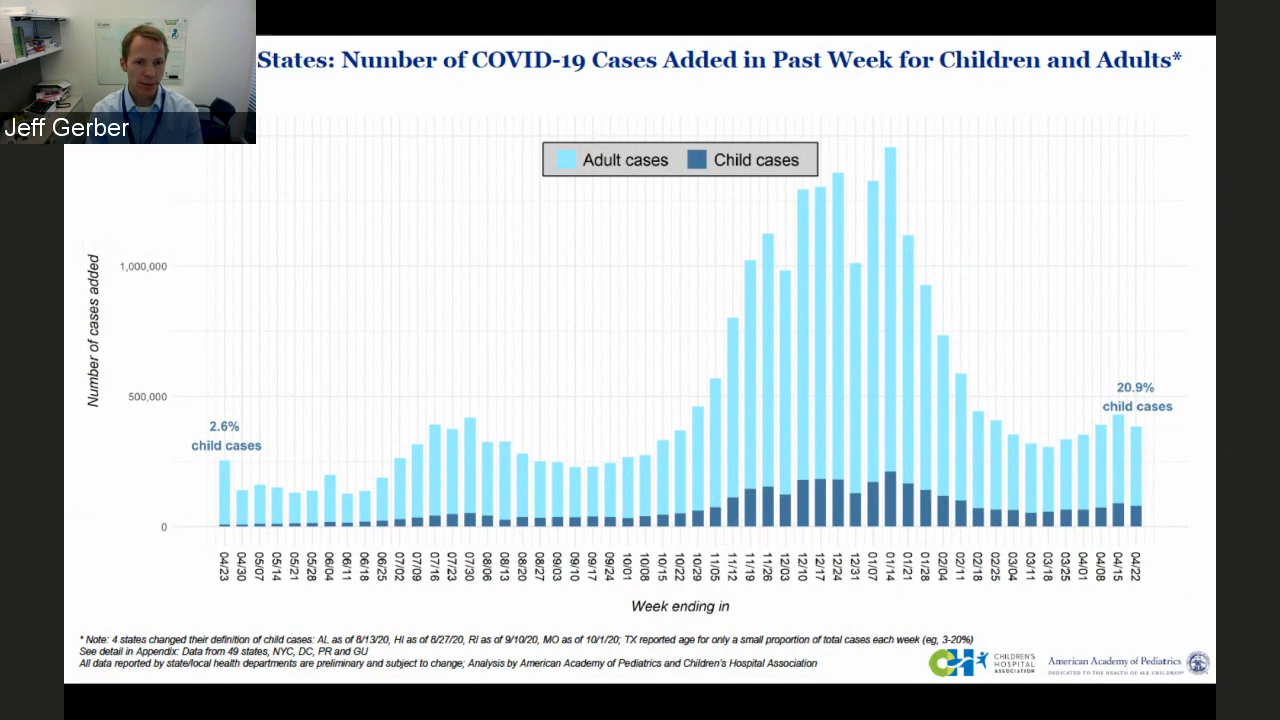 States: Number of COVID-19 Cases Added in Past Week for Children and Adults*
Jeff Gerber
Adult cases Child cases
Number of cases added
1,000,000
500,000
0
2.6%
child cases
20.9%
child cases
04/23 04/30 05/07 05/14 05/21 05/28 06/04 06/11 06/18 06/25 07/02 07/09 07/16 07/23 07/30 08/06 08/13 08/20 08/27 09/03 09/10 09/17 09/24 10/01 10/08 10/15 10/22 10/29 11/05 11/12 11/19 11/26 12/03 12/10 12/17 12/24 12/31 01/07 01/14 01/21 01/28 02/04 02/11 02/18 02/25 03/04 03/11 03/18 03/25 04/01 04/08 04/15 04/22
Week ending in
* Note: 4 states changed their definition of child cases: AL as of 8/13/20, HI as of 8/27/20, RI as of 9/10/20, MO as of 10/1/20; TX reported age for only a small proportion of total cases each week (eg, 3-20%)
See detail in Appendix: Data from 49 states, NYC, DC, PR and GU
All data reported by state/local health departments are preliminary and subject to change; Analysis by American Academy of Pediatrics and Children's Hospital Association
CHILDREN'S
HOSPITAL
ASSOCIATION
American Academy of Pediatrics
DEDICATED TO THE HEALTH OF ALL CHILDREN®